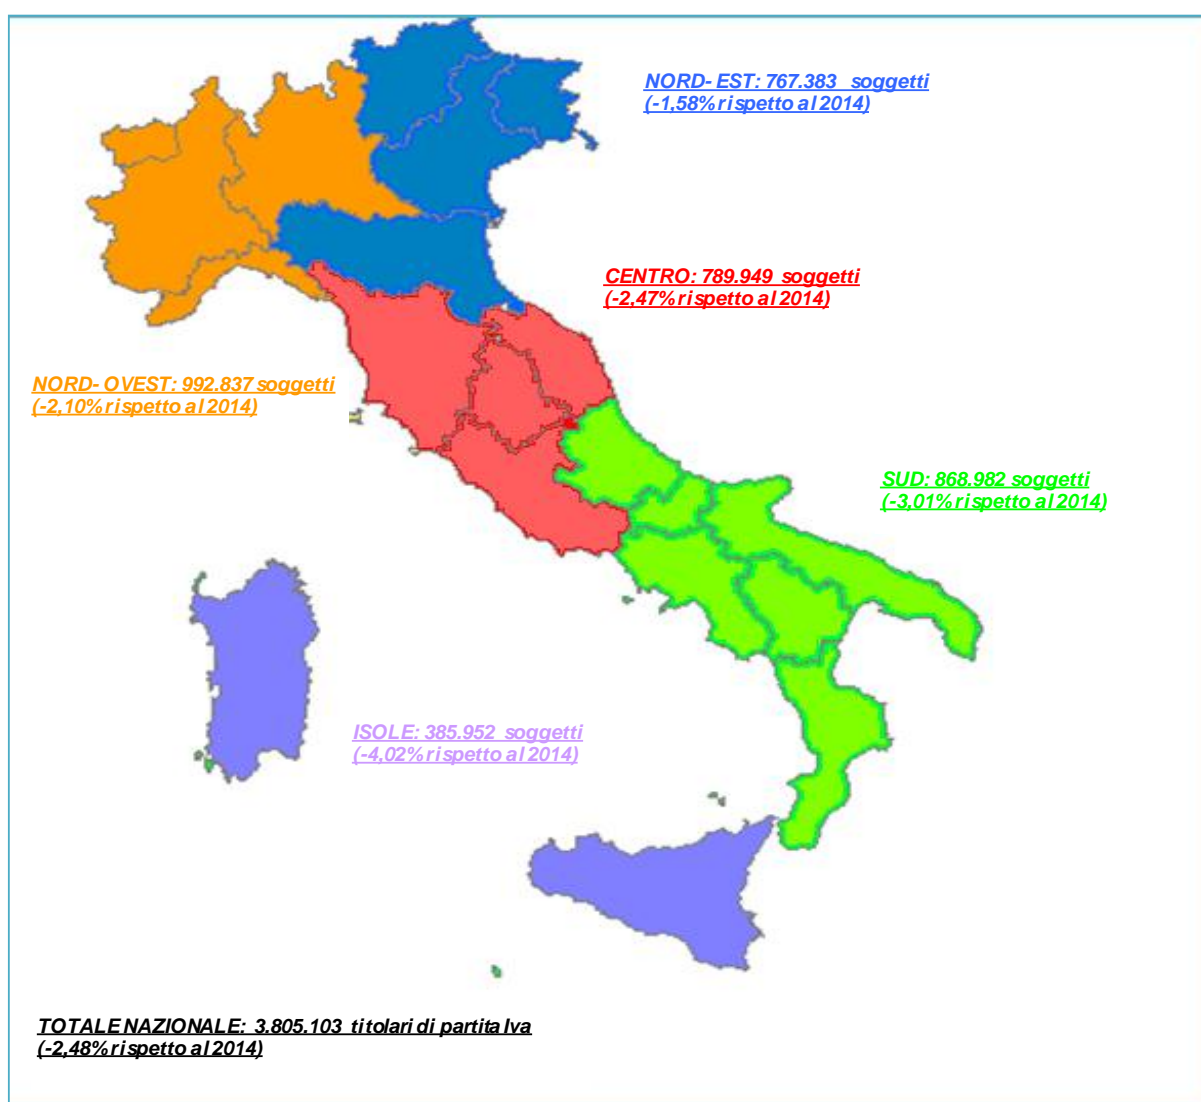 NORD- EST: 767.383 soggetti
(-1,58% rispetto al 2014)
CENTRO: 789.949 soggetti
(-2,47% rispetto al 2014)
NORD- OVEST: 992.837 soggetti
(-2,10% rispetto al 2014)
SUD: 868.982 soggetti
(-3,01% rispetto al 2014)
ISOLE: 385.952 soggetti
(-4,02% rispetto al 2014)
TOTALE NAZIONALE: 3.805.103 titolari di partita Iva
(-2,48% rispetto al 2014)